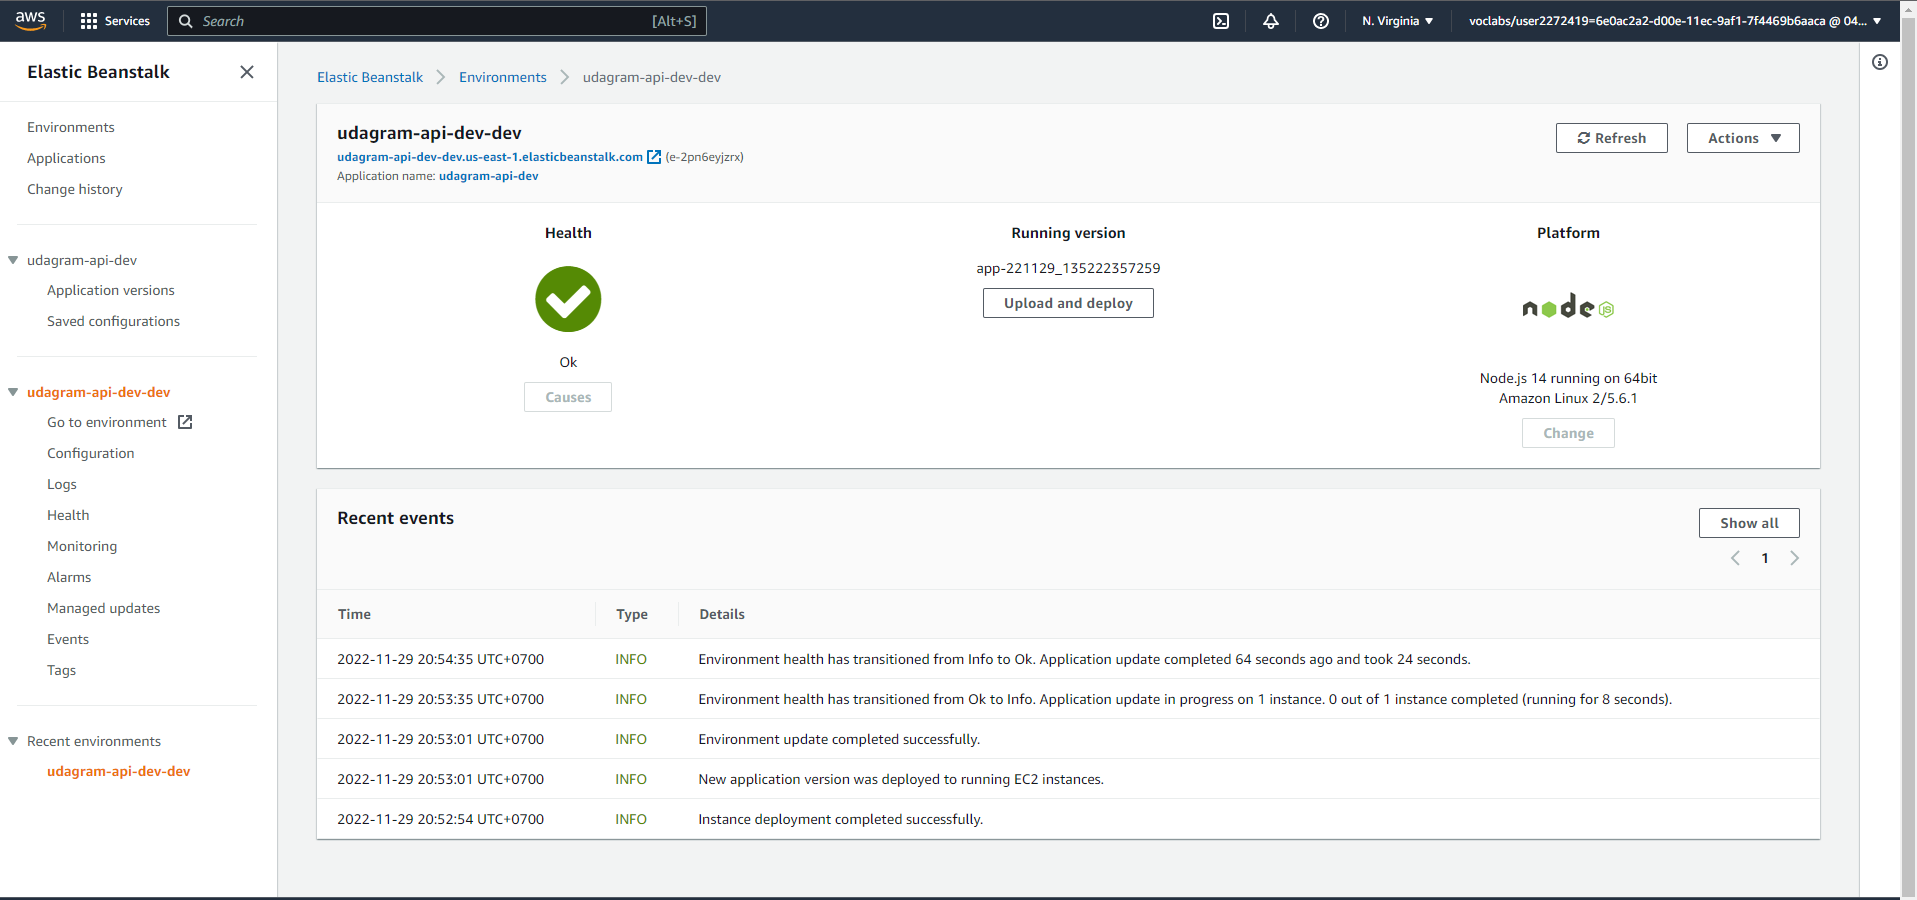 aws
Services
Search
[Alt+S]
N. Virginia
voclabs/user2272419=6e0ac2a2-d00e-11ec-9af1-7f4469b6aaca @ 04...
Elastic Beanstalk
Environments
Applications
Change history
udagram-api-dev
Application versions
Saved configurations
udagram-api-dev-dev
Go to environment
Configuration
Logs
Health
Monitoring
Alarms
Managed updates
Events
Tags
Recent environments
udagram-api-dev-dev
Elastic Beanstalk > Environments > udagram-api-dev-dev
udagram-api-dev-dev
udagram-api-dev-dev.us-east-1.elasticbeanstalk.com (e-2pn6eyjzrx)
Application name: udagram-api-dev
Refresh
Actions
Health
Ok
Causes
Running version
app-221129_135222357259
Upload and deploy
Platform
node JS
Node.js 14 running on 64bit
Amazon Linux 2/5.6.1
Change
Recent events
Show all
1
Time Type Details
2022-11-29 20:54:35 UTC+0700 INFO Environment health has transitioned from Info to Ok. Application update completed 64 seconds ago and took 24 seconds.
2022-11-29 20:53:35 UTC+0700 INFO Environment health has transitioned from Ok to Info. Application update in progress on 1 instance. 0 out of 1 instance completed (running for 8 seconds).
2022-11-29 20:53:01 UTC+0700 INFO Environment update completed successfully.
2022-11-29 20:53:01 UTC+0700 INFO New application version was deployed to running EC2 instances.
2022-11-29 20:52:54 UTC+0700 INFO Instance deployment completed successfully.